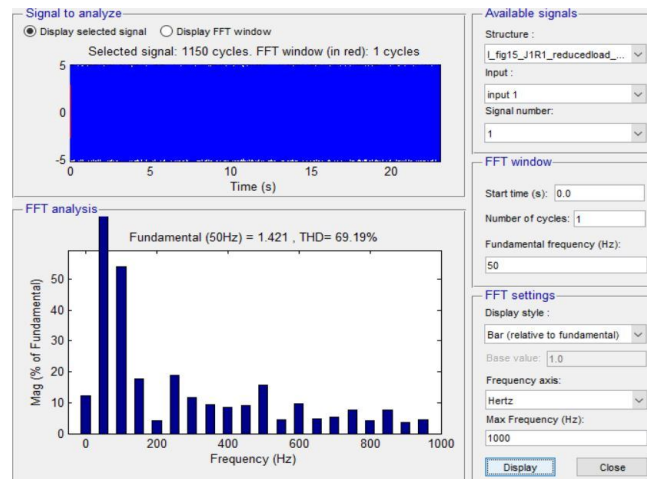 Signal to analyze
Display selected signal
Display FFT window
Selected signal: 1150 cycles. FFT window (in red): 1 cycles
5
0
-5
0 5 10 15 20
Time (s)
FFT analysis
Fundamental (50Hz) = 1.421 , THD= 69.19%
Mag (% of Fundamental)
50
40
30
20
10
0
0 200 400 600 800 1000
Frequency (Hz)
Available signals
Structure :
I_fig15_J1R1_reducedload_...
Input :
input 1
Signal number:
1
FFT window
Start time (s): 0.0
Number of cycles: 1
Fundamental frequency (Hz):
50
FFT settings
Display style :
Bar (relative to fundamental)
Base value: 1.0
Frequency axis:
Hertz
Max Frequency (Hz):
1000
Display
Close